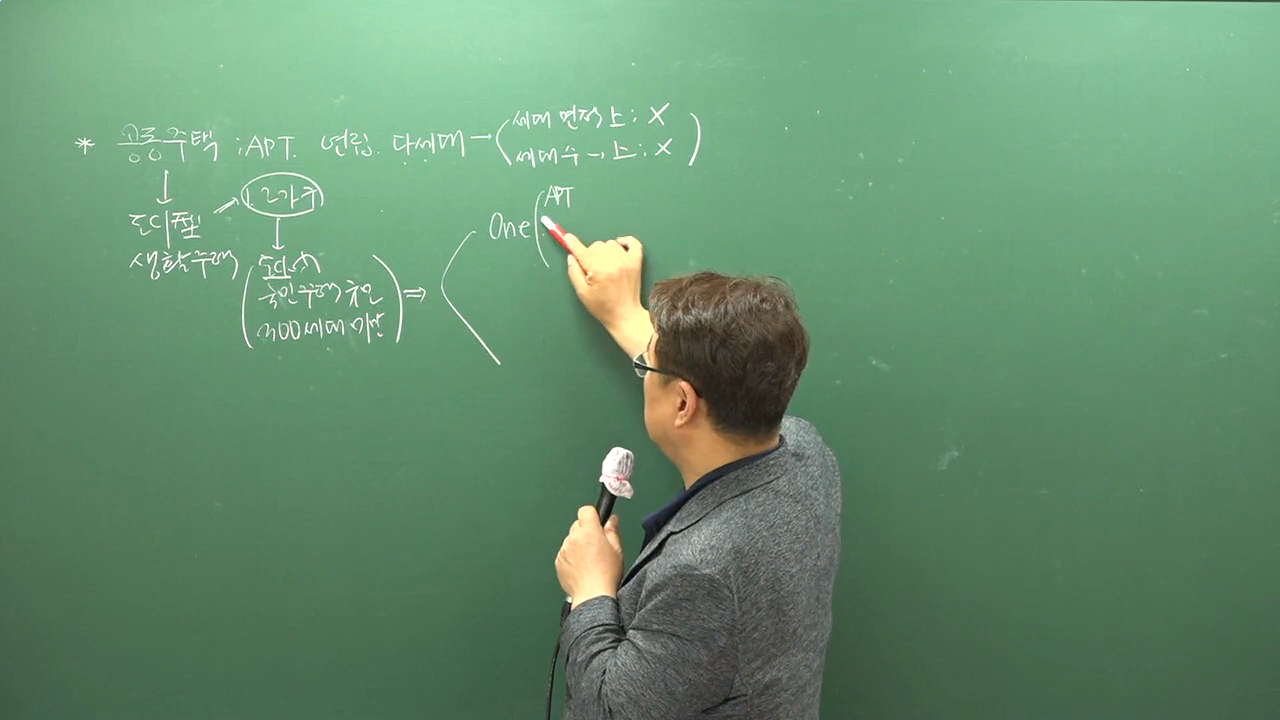 * 공동주택 : APT. 연립. 다세대 → ( 세대 면적 上 : X
세대수 → 上 : X )
↓
도시형 ⇒ 12가구
생활주택
↓
국민주택 규모
300세대 미만 ⇒
One ( APT